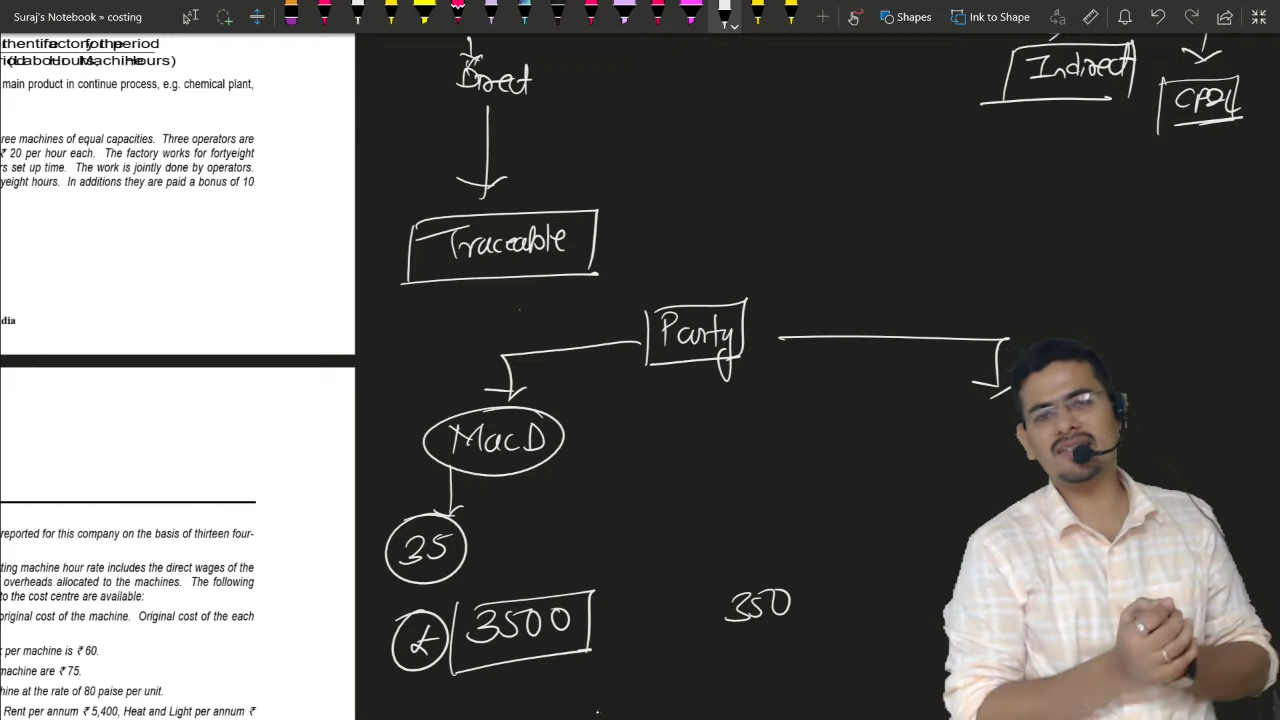 Suraj's Notebook » costing
Shapes
Ink to Shape
main product in continue process, e.g. chemical plant,
ree machines of equal capacities. Three operators are
₹ 20 per hour each. The factory works for fortyeight
rs set up time. The work is jointly done by operators.
yeight hours. In additions they are paid a bonus of 10
dia
reported for this company on the basis of thirteen four-
ting machine hour rate includes the direct wages of the
overheads allocated to the machines. The following
to the cost centre are available:
original cost of the machine. Original cost of the each
per machine is ₹ 60.
machine are ₹ 75.
hine at the rate of 80 paise per unit.
Rent per annum ₹ 5,400, Heat and Light per annum ₹
Direct
Indirect
Traceable
Party
MacD
35
3500
350